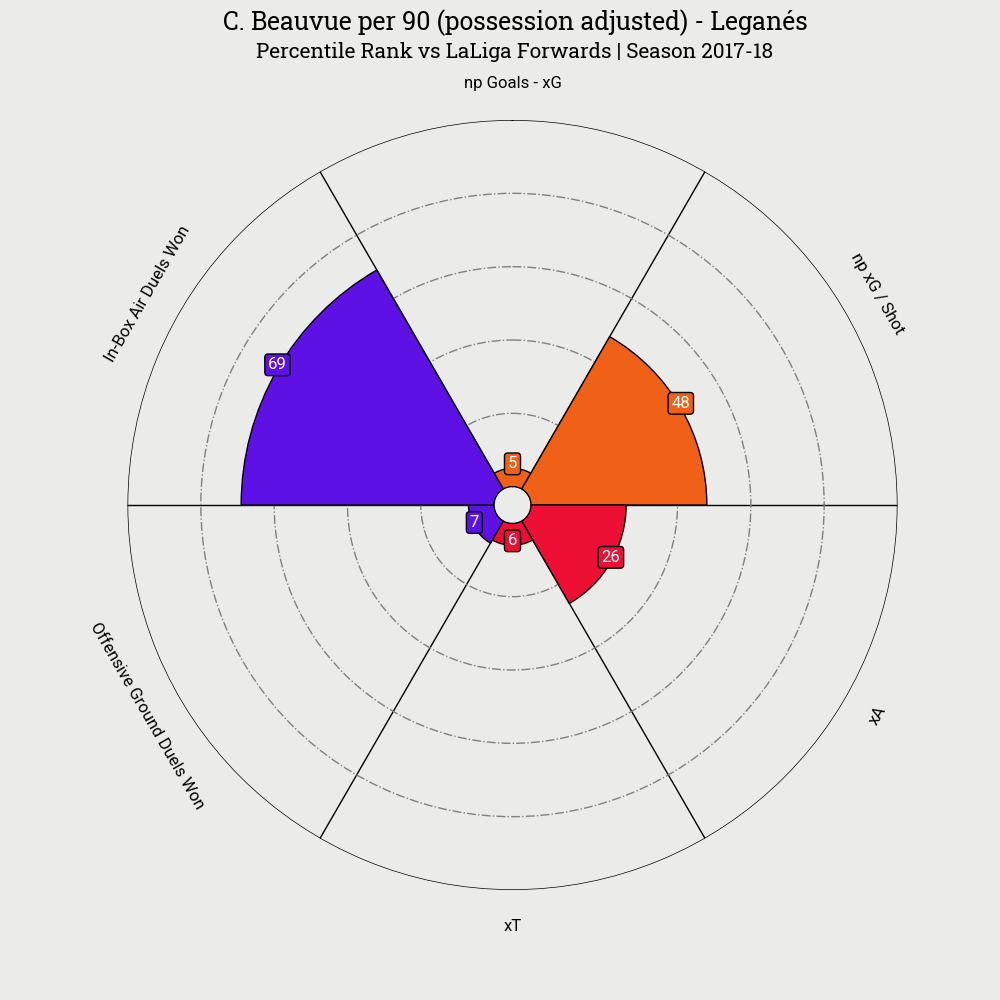 C. Beauvue per 90 (possession adjusted) - Leganés
Percentile Rank vs LaLiga Forwards | Season 2017-18
np Goals - xG
In-Box Air Duels Won
np xG / Shot
69
48
5
7
6
26
Offensive Ground Duels Won
xA
xT